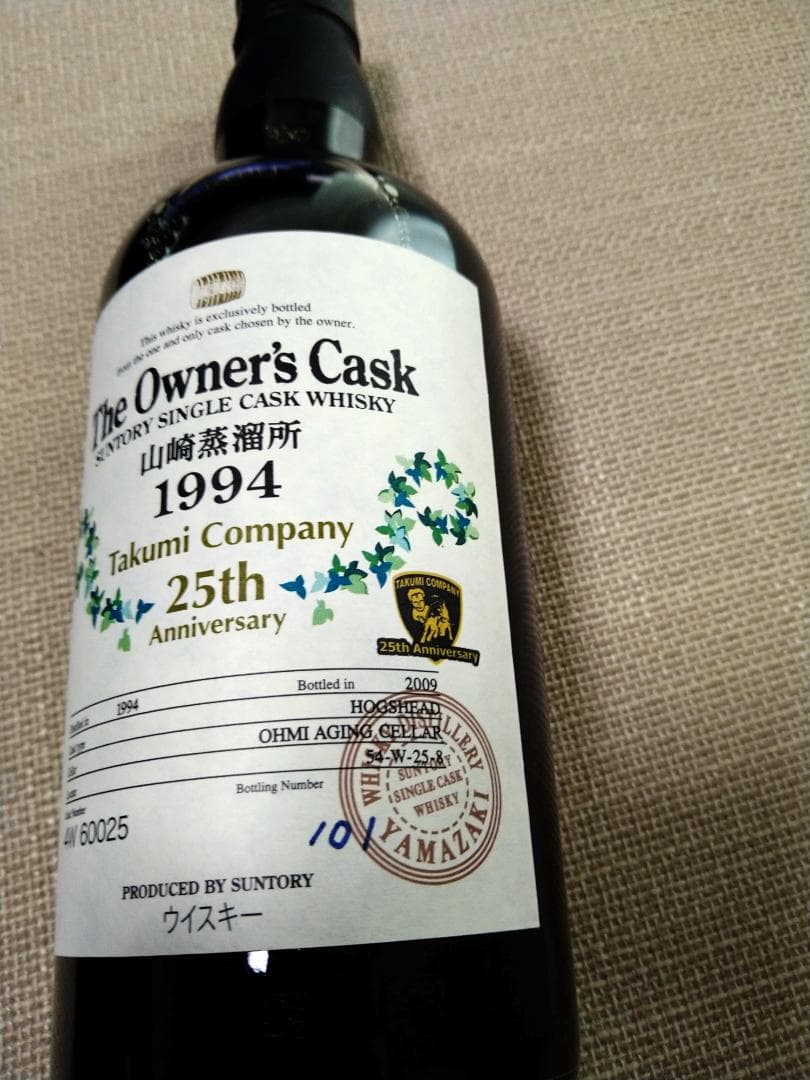 This whisky is exclusively bottled
from the one and only cask chosen by the owner.
The Owner's Cask
SUNTORY SINGLE CASK WHISKY
山崎蒸溜所
1994
Takumi Company
25th
Anniversary
TAKUMI COMPANY
25th Anniversary
1994 Bottled in 2009
HOGSHEAD
OHMI AGING CELLAR
54-W-25-8
Bottling Number
4W 60025
101
WHISKY DISTILLERY
SUNTORY
SINGLE CASK
WHISKY
YAMAZAKI
PRODUCED BY SUNTORY
ウイスキー